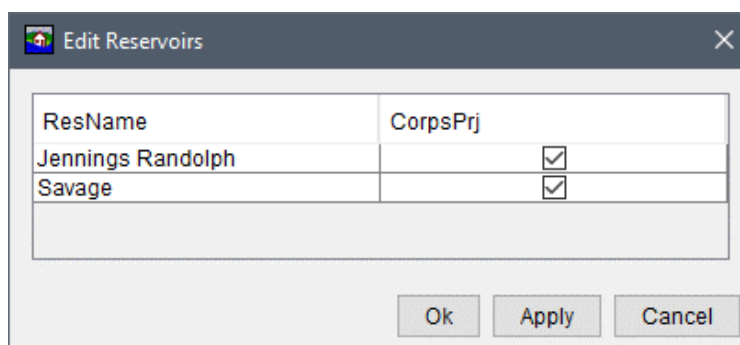 Edit Reservoirs
ResName CorpsPrj
Jennings Randolph
Savage
Ok Apply Cancel